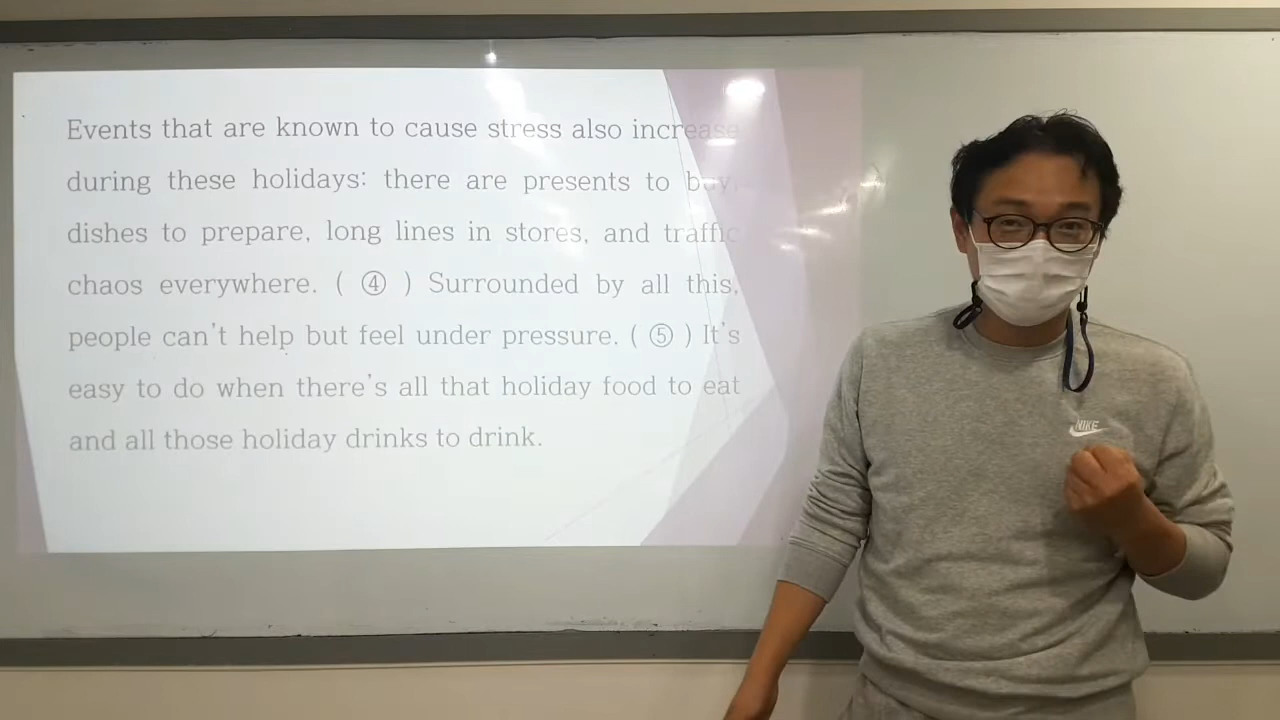 Events that are known to cause stress also increase
during these holidays: there are presents to buy,
dishes to prepare, long lines in stores, and traffic
chaos everywhere. ( ④ ) Surrounded by all this,
people can't help but feel under pressure. ( ⑤ ) It's
easy to do when there's all that holiday food to eat
and all those holiday drinks to drink.
NIKE